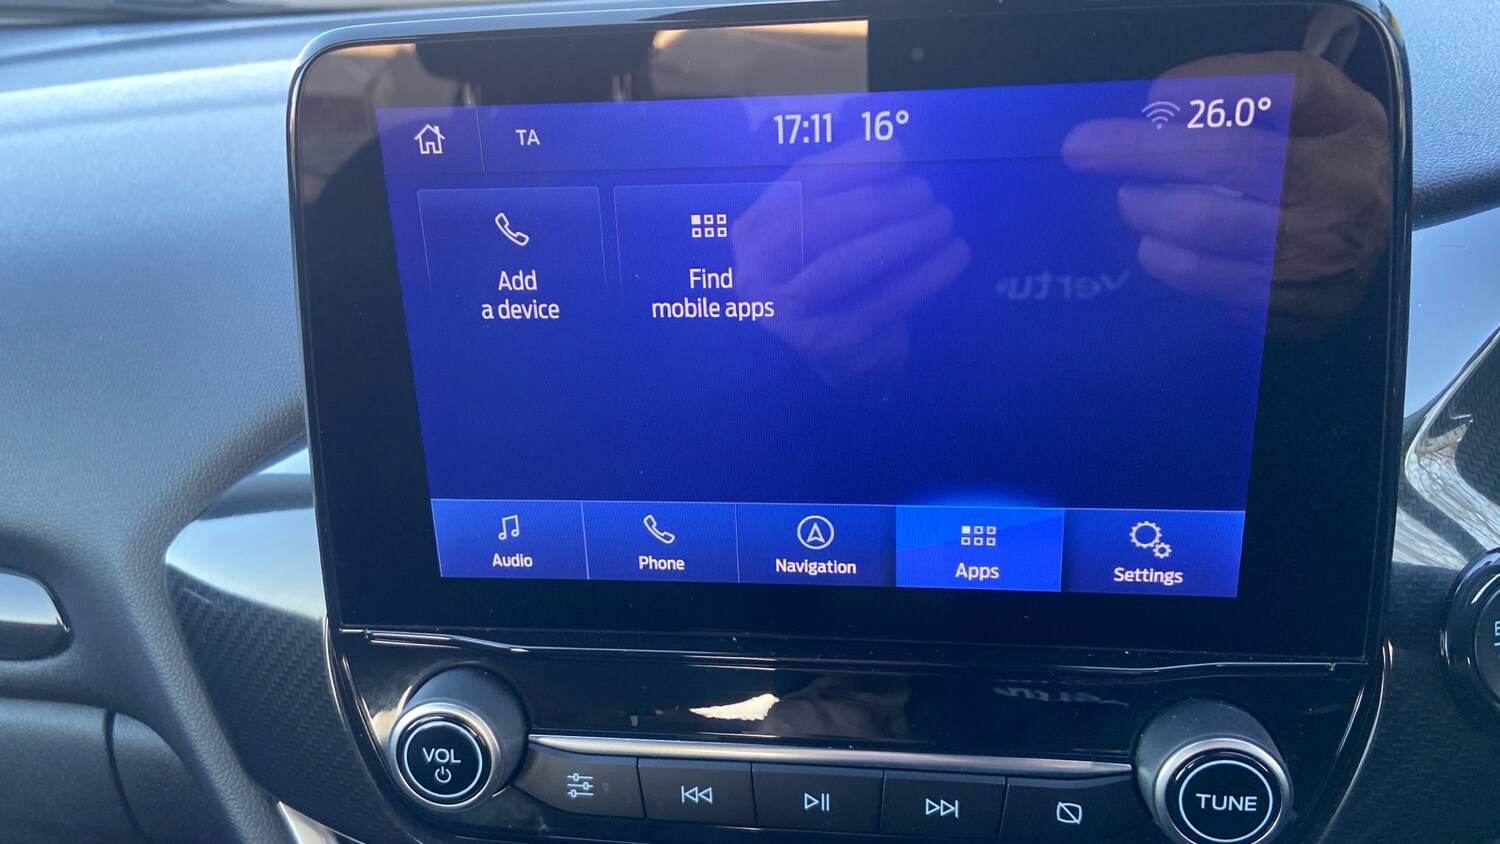 TA
17:11 16°
26.0°
Add
a device
Find
mobile apps
Audio
Phone
Navigation
Apps
Settings
VOL
TUNE